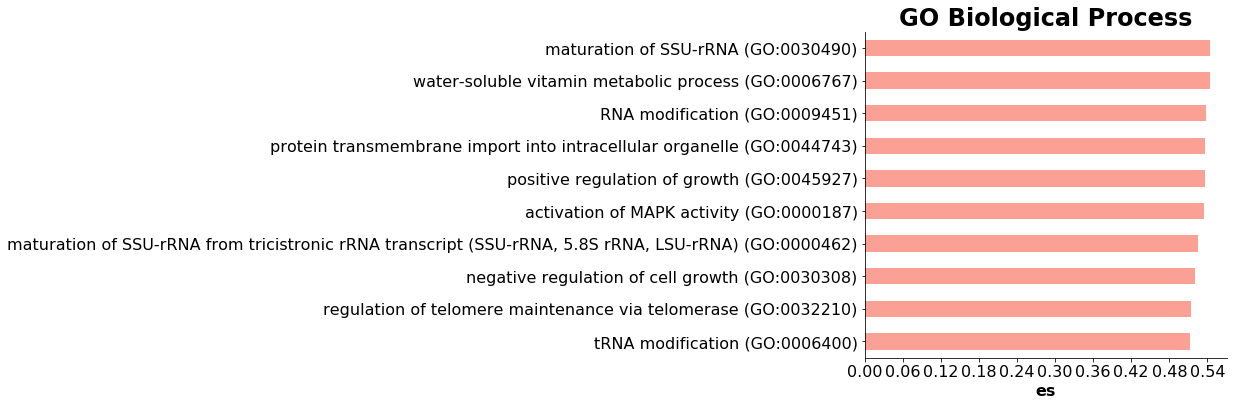 GO Biological Process
maturation of SSU-rRNA (GO:0030490)
water-soluble vitamin metabolic process (GO:0006767)
RNA modification (GO:0009451)
protein transmembrane import into intracellular organelle (GO:0044743)
positive regulation of growth (GO:0045927)
activation of MAPK activity (GO:0000187)
maturation of SSU-rRNA from tricistronic rRNA transcript (SSU-rRNA, 5.8S rRNA, LSU-rRNA) (GO:0000462)
negative regulation of cell growth (GO:0030308)
regulation of telomere maintenance via telomerase (GO:0032210)
tRNA modification (GO:0006400)
0.00 0.06 0.12 0.18 0.24 0.30 0.36 0.42 0.48 0.54
es